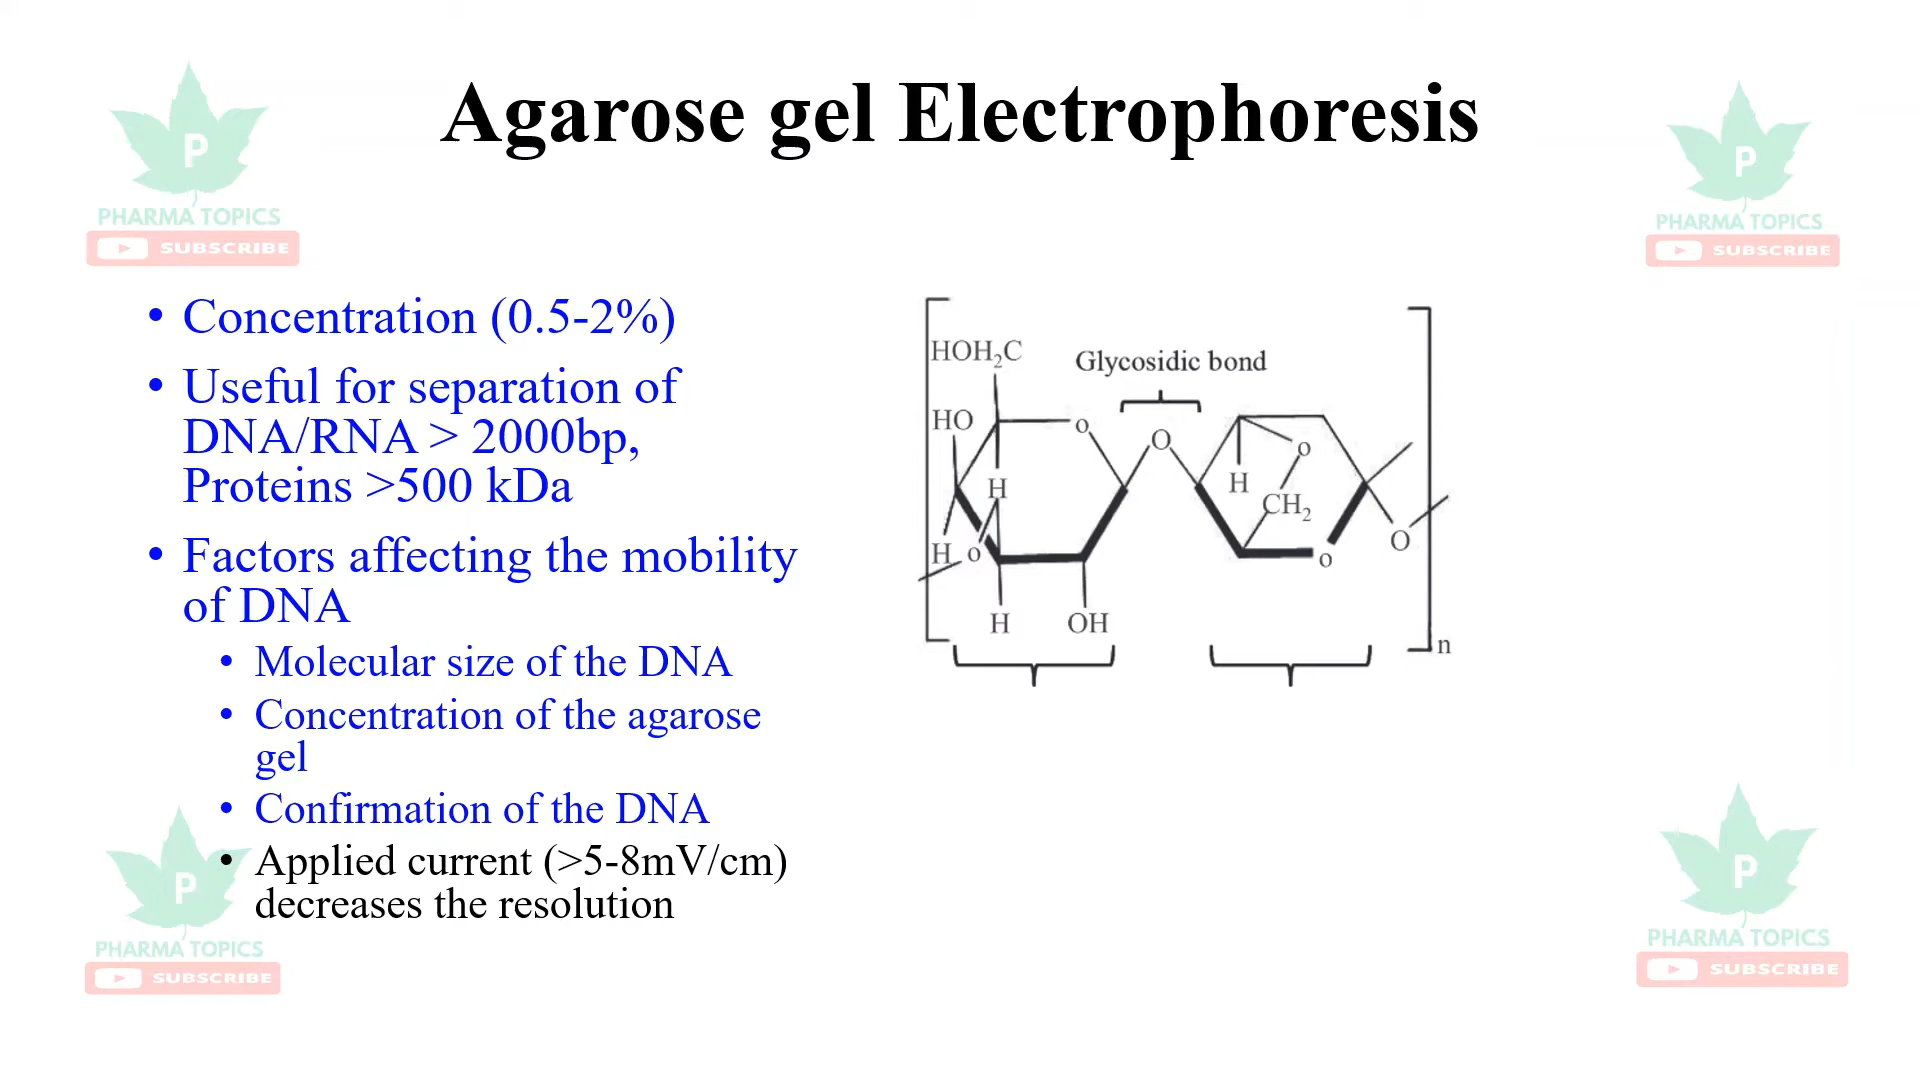 Agarose gel Electrophoresis
P
PHARMA TOPICS
SUBSCRIBE
P
PHARMA TOPICS
SUBSCRIBE
• Concentration (0.5-2%)
• Useful for separation of
DNA/RNA > 2000bp,
Proteins >500 kDa
• Factors affecting the mobility
of DNA
• Molecular size of the DNA
• Concentration of the agarose
gel
• Confirmation of the DNA
• Applied current (>5-8mV/cm)
decreases the resolution
HOH₂C
Glycosidic bond
HO
o
O
o
H
H
CH₂
H
o
o
O
H
OH
n
P
PHARMA TOPICS
SUBSCRIBE
P
PHARMA TOPICS
SUBSCRIBE